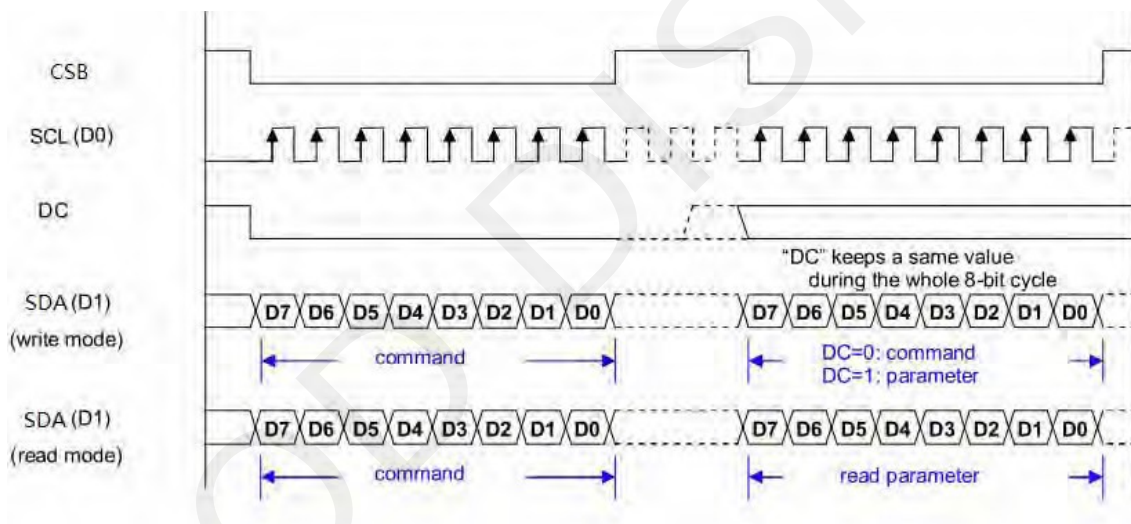 CSB
SCL (D0)
DC
"DC" keeps a same value
during the whole 8-bit cycle
SDA (D1)
(write mode)
D7 D6 D5 D4 D3 D2 D1 D0
D7 D6 D5 D4 D3 D2 D1 D0
command
DC=0: command
DC=1: parameter
SDA (D1)
(read mode)
D7 D6 D5 D4 D3 D2 D1 D0
D7 D6 D5 D4 D3 D2 D1 D0
command
read parameter